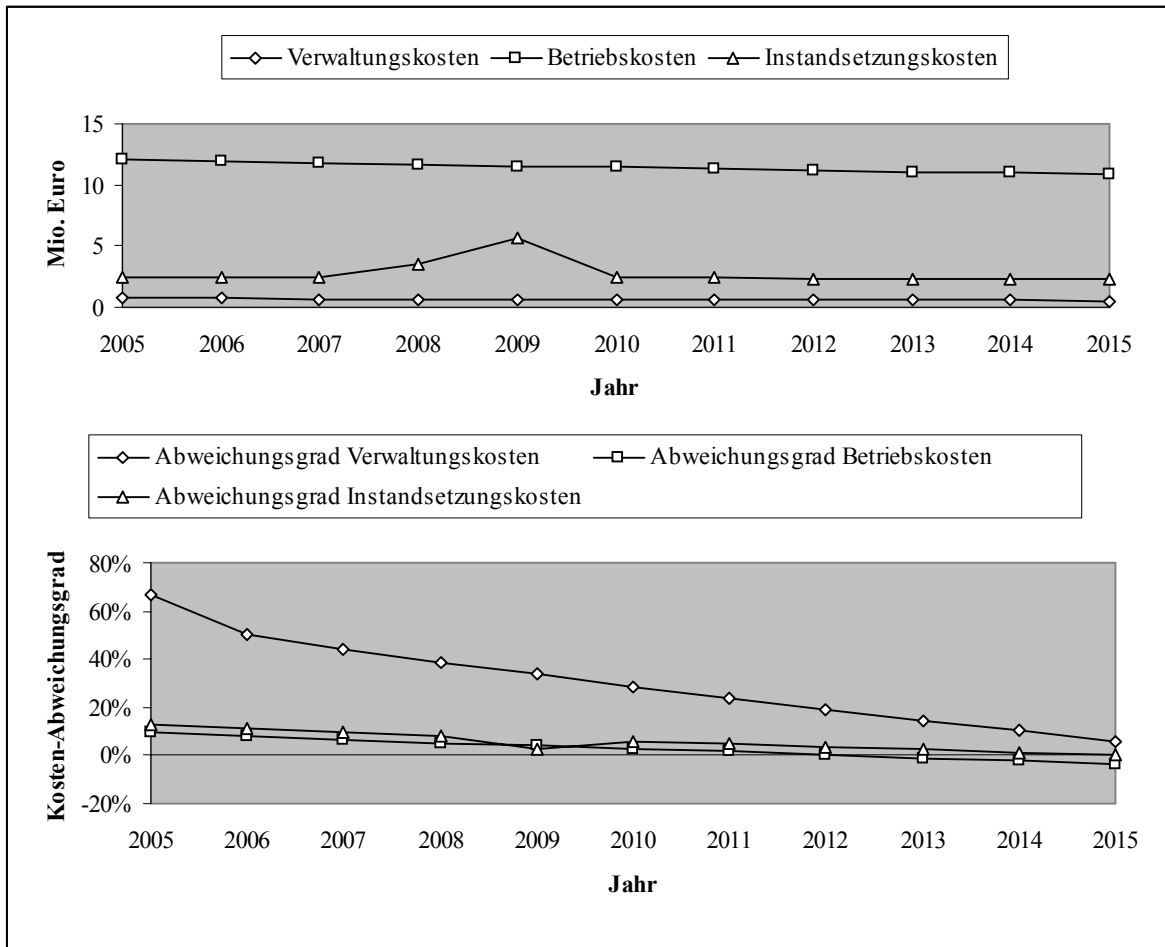 Verwaltungskosten Betriebskosten Instandsetzungskosten
15
10
5
0
Mio. Euro
2005 2006 2007 2008 2009 2010 2011 2012 2013 2014 2015
Jahr
Abweichungsgrad Verwaltungskosten Abweichungsgrad Betriebskosten
Abweichungsgrad Instandsetzungskosten
80%
60%
40%
20%
0%
-20%
Kosten-Abweichungsgrad
2005 2006 2007 2008 2009 2010 2011 2012 2013 2014 2015
Jahr